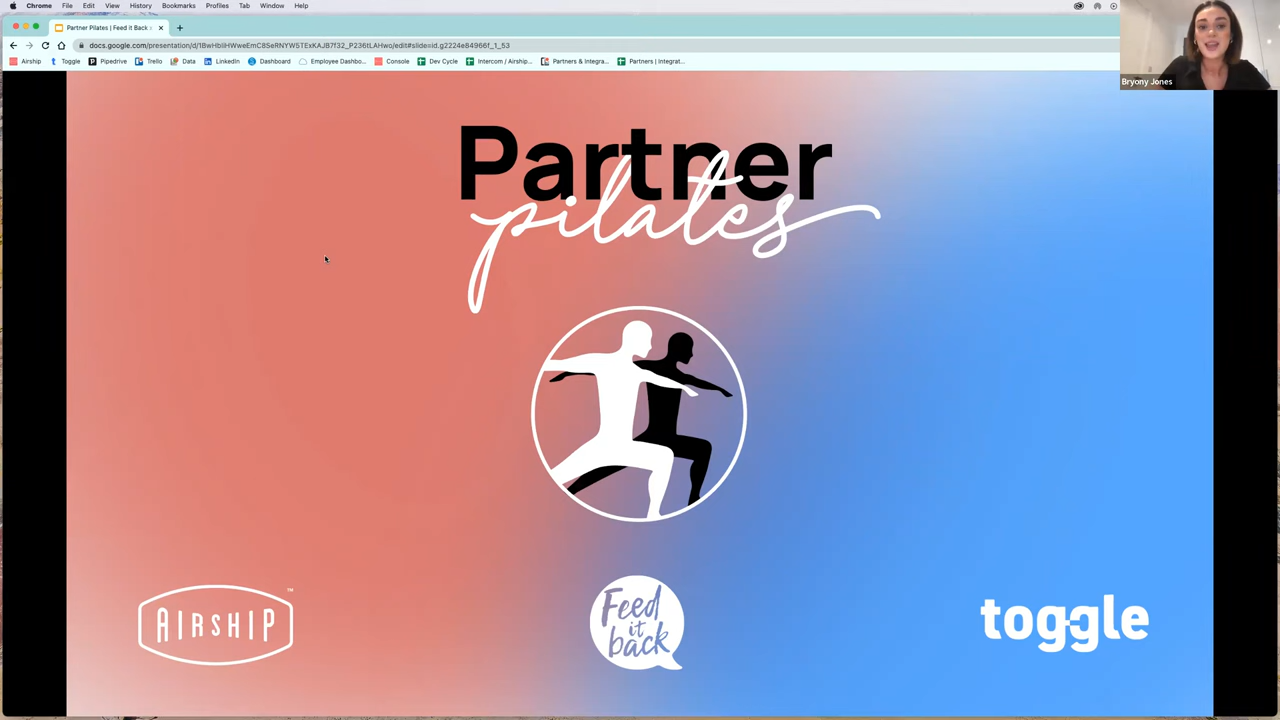 Chrome File Edit View History Bookmarks Profiles Tab Window Help
Partner Pilates | Feed it Back
docs.google.com/presentation/d/1BwHbliHWweEmC8SeRNYW5TExKAJB7f32_P236tLAHwo/edit#slide=id.g2224e84966f_1_53
Airship Toggle Pipedrive Trello Data LinkedIn Dashboard Employee Dashbo... Console Dev Cycle Intercom / Airship... Partners & Integra... Partners | Integrat...
Bryony Jones
Partner
pilates
AIRSHIP™
Feed
it
back
toggle